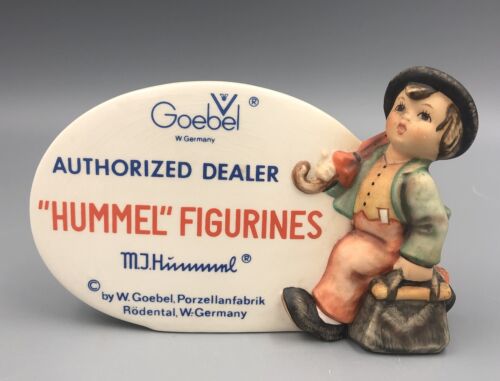 Goebel ®
W. Germany
AUTHORIZED DEALER
"HUMMEL" FIGURINES
M.J.Hummel ®
© by W. Goebel, Porzellanfabrik
Rödental, W.-Germany